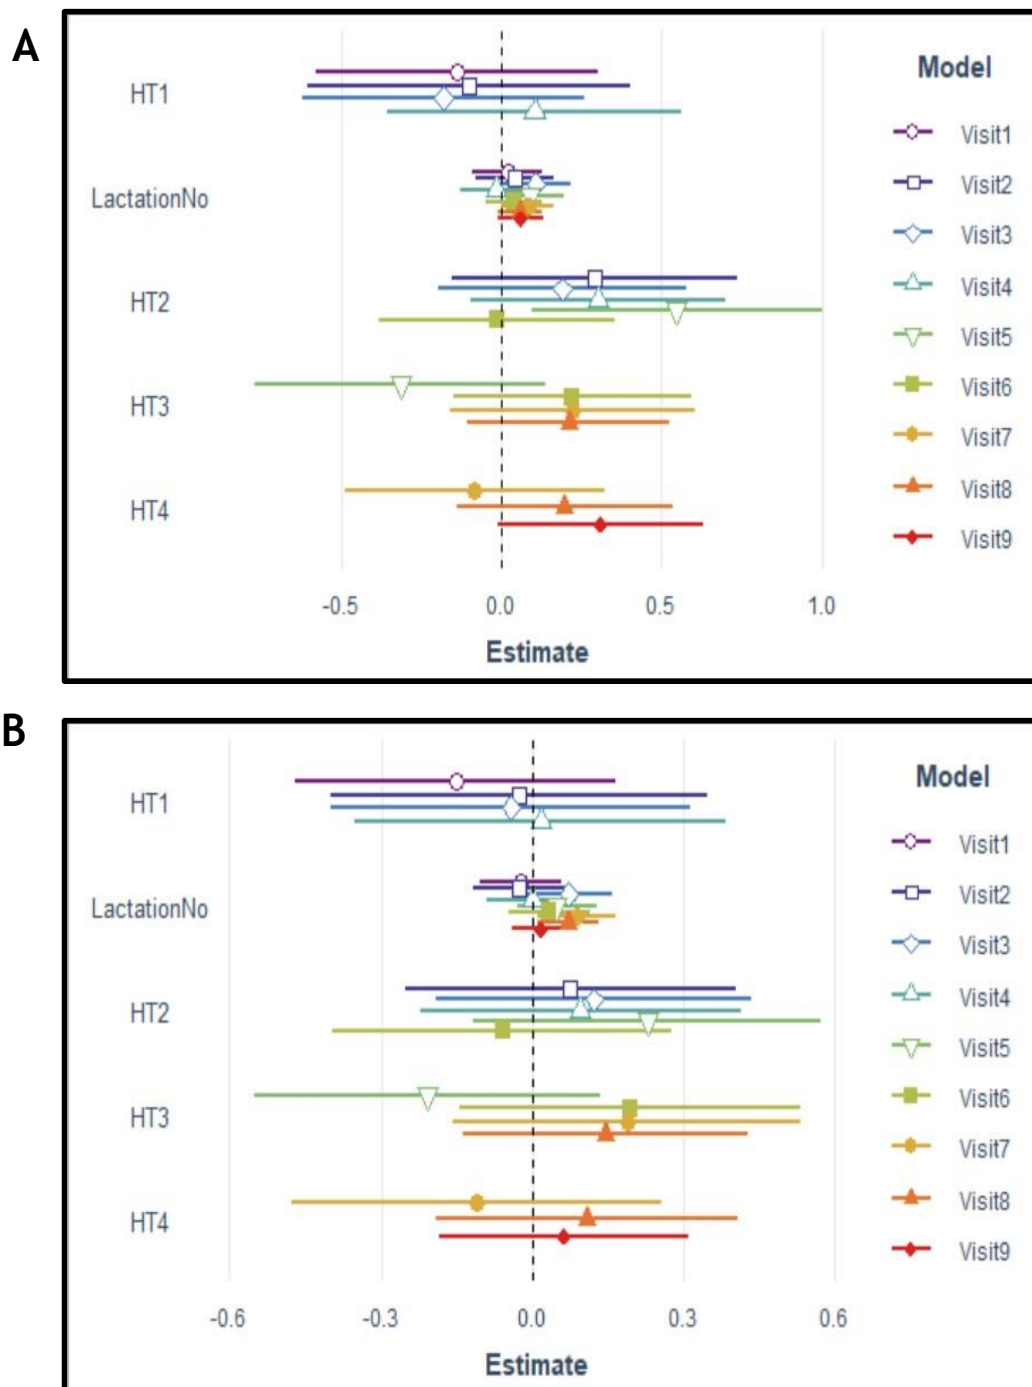 A
Model
HT1
Visit1
Visit2
LactationNo
Visit3
HT2
Visit4
Visit5
Visit6
HT3
Visit7
Visit8
HT4
Visit9
-0.5 0.0 0.5 1.0
Estimate
B
Model
HT1
Visit1
Visit2
LactationNo
Visit3
Visit4
HT2
Visit5
Visit6
HT3
Visit7
Visit8
HT4
Visit9
-0.6 -0.3 0.0 0.3 0.6
Estimate